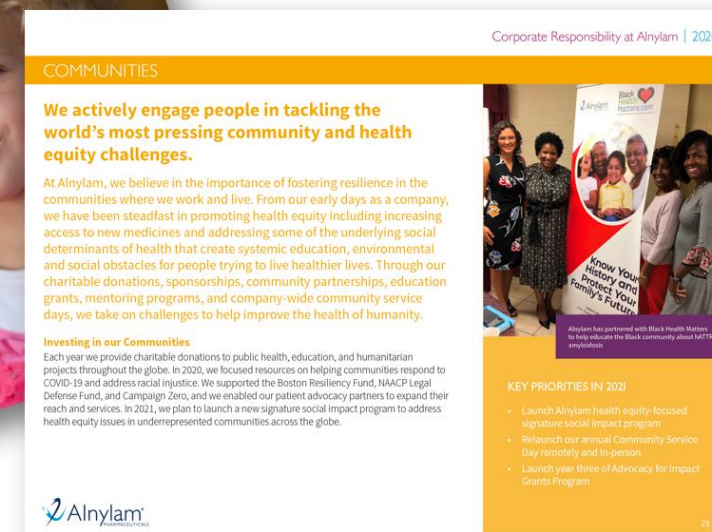 Corporate Responsibility at Alnylam | 202
COMMUNITIES
We actively engage people in tackling the
world's most pressing community and health
equity challenges.
At Alnylam, we believe in the importance of fostering resilience in the
communities where we work and live. From our early days as a company,
we have been steadfast in promoting health equity including increasing
access to new medicines and addressing some of the underlying social
determinants of health that create systemic education, environmental
and social obstacles for people trying to live healthier lives. Through our
charitable donations, sponsorships, community partnerships, education
grants, mentoring programs, and company-wide community service
days, we take on challenges to help improve the health of humanity.
Investing in our Communities
Each year we provide charitable donations to public health, education, and humanitarian
projects throughout the globe. In 2020, we focused resources on helping communities respond to
COVID-19 and address racial injustice. We supported the Boston Resiliency Fund, NAACP Legal
Defense Fund, and Campaign Zero, and we enabled our patient advocacy partners to expand their
reach and services. In 2021, we plan to launch a new signature social impact program to address
health equity issues in underrepresented communities across the globe.
Alnylam
PHARMACEUTICALS
Alnylam
Black
Health
Matters.com
Know Your
History and
Protect Your
Family's Future
Alnylam has partnered with Black Health Matters
to help educate the Black community about hATTR
amyloidosis
KEY PRIORITIES IN 2021
• Launch Alnylam health equity-focused
signature social impact program
• Relaunch our annual Community Service
Day remotely and in-person
• Launch year three of Advocacy for Impact
Grants Program